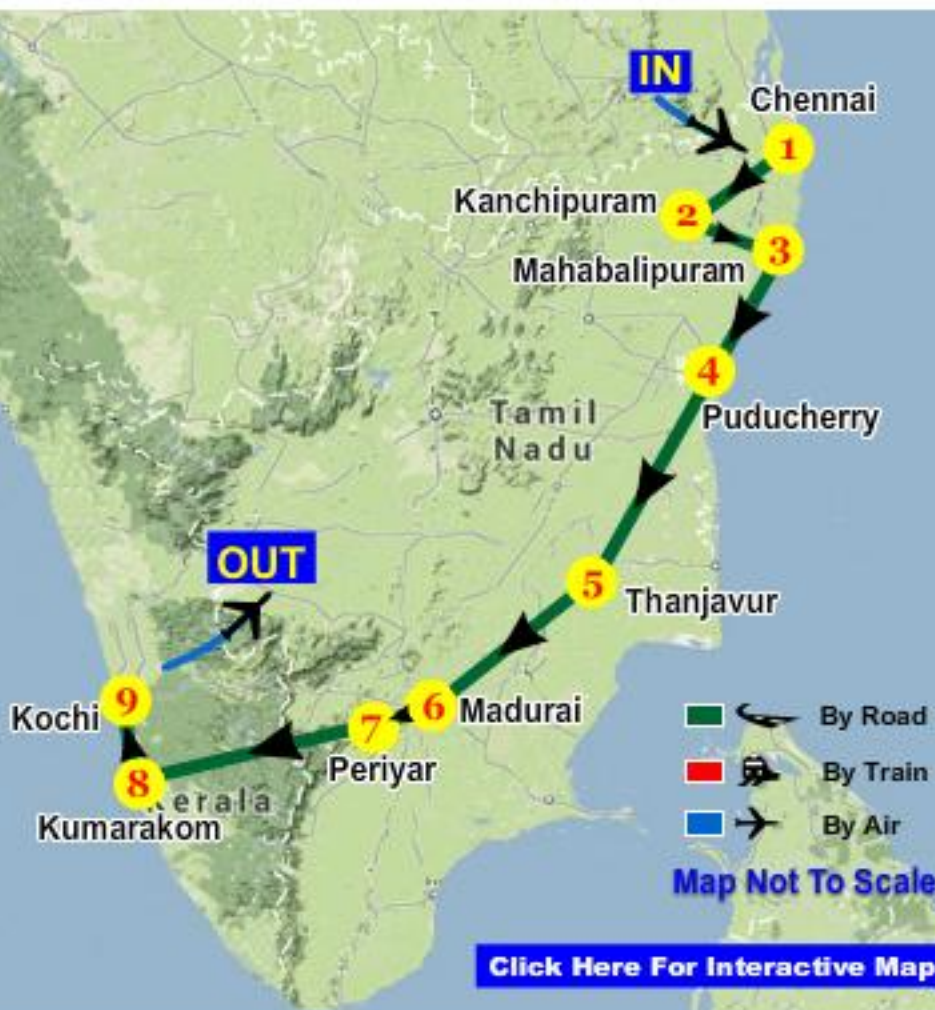 IN
Chennai
1
Kanchipuram
2
3
Mahabalipuram
4
Tamil
Nadu
Puducherry
OUT
5
Thanjavur
9
Kochi
6
Madurai
7
Periyar
8
Kerala
Kumarakom
By Road
By Train
By Air
Map Not To Scale
Click Here For Interactive Map